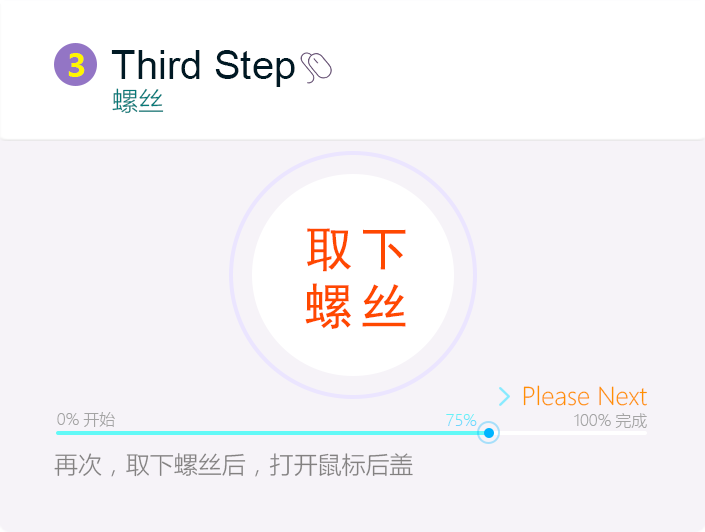 3 Third Step
螺丝
取下
螺丝
Please Next
0% 开始 75% 100% 完成
再次，取下螺丝后，打开鼠标后盖